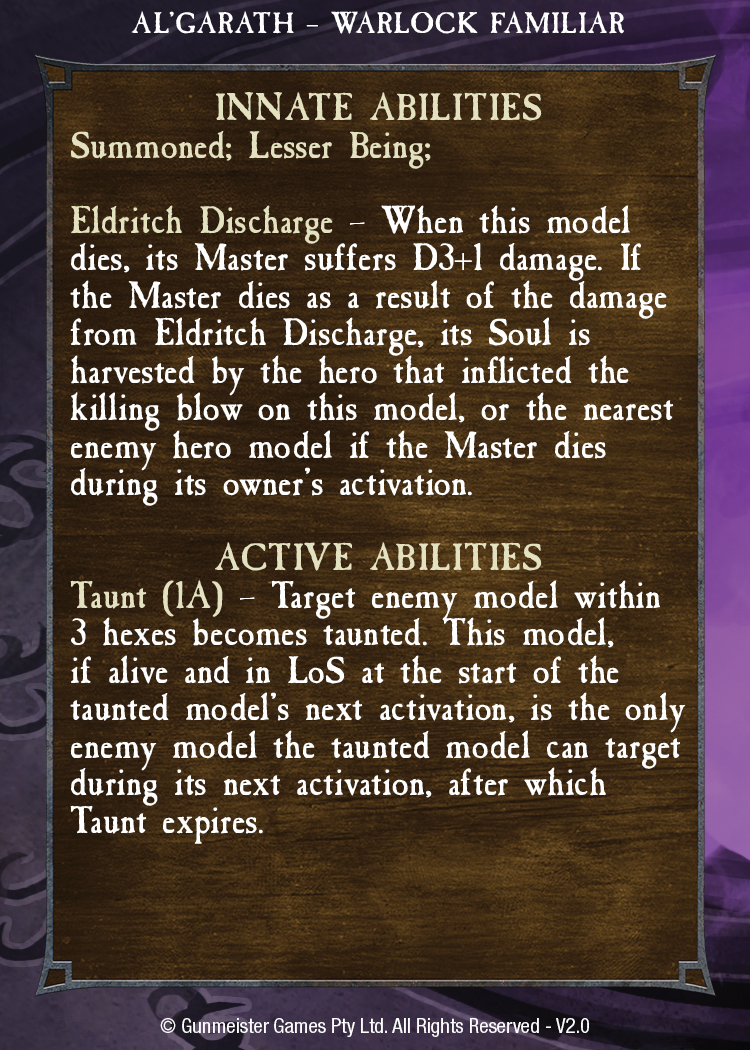 AL'GARATH – WARLOCK FAMILIAR
INNATE ABILITIES
Summoned; Lesser Being;
Eldritch Discharge – When this model
dies, its Master suffers D3+1 damage. If
the Master dies as a result of the damage
from Eldritch Discharge, its Soul is
harvested by the hero that inflicted the
killing blow on this model, or the nearest
enemy hero model if the Master dies
during its owner's activation.
ACTIVE ABILITIES
Taunt (1A) – Target enemy model within
3 hexes becomes taunted. This model,
if alive and in LoS at the start of the
taunted model's next activation, is the only
enemy model the taunted model can target
during its next activation, after which
Taunt expires.
© Gunmeister Games Pty Ltd. All Rights Reserved - V2.0